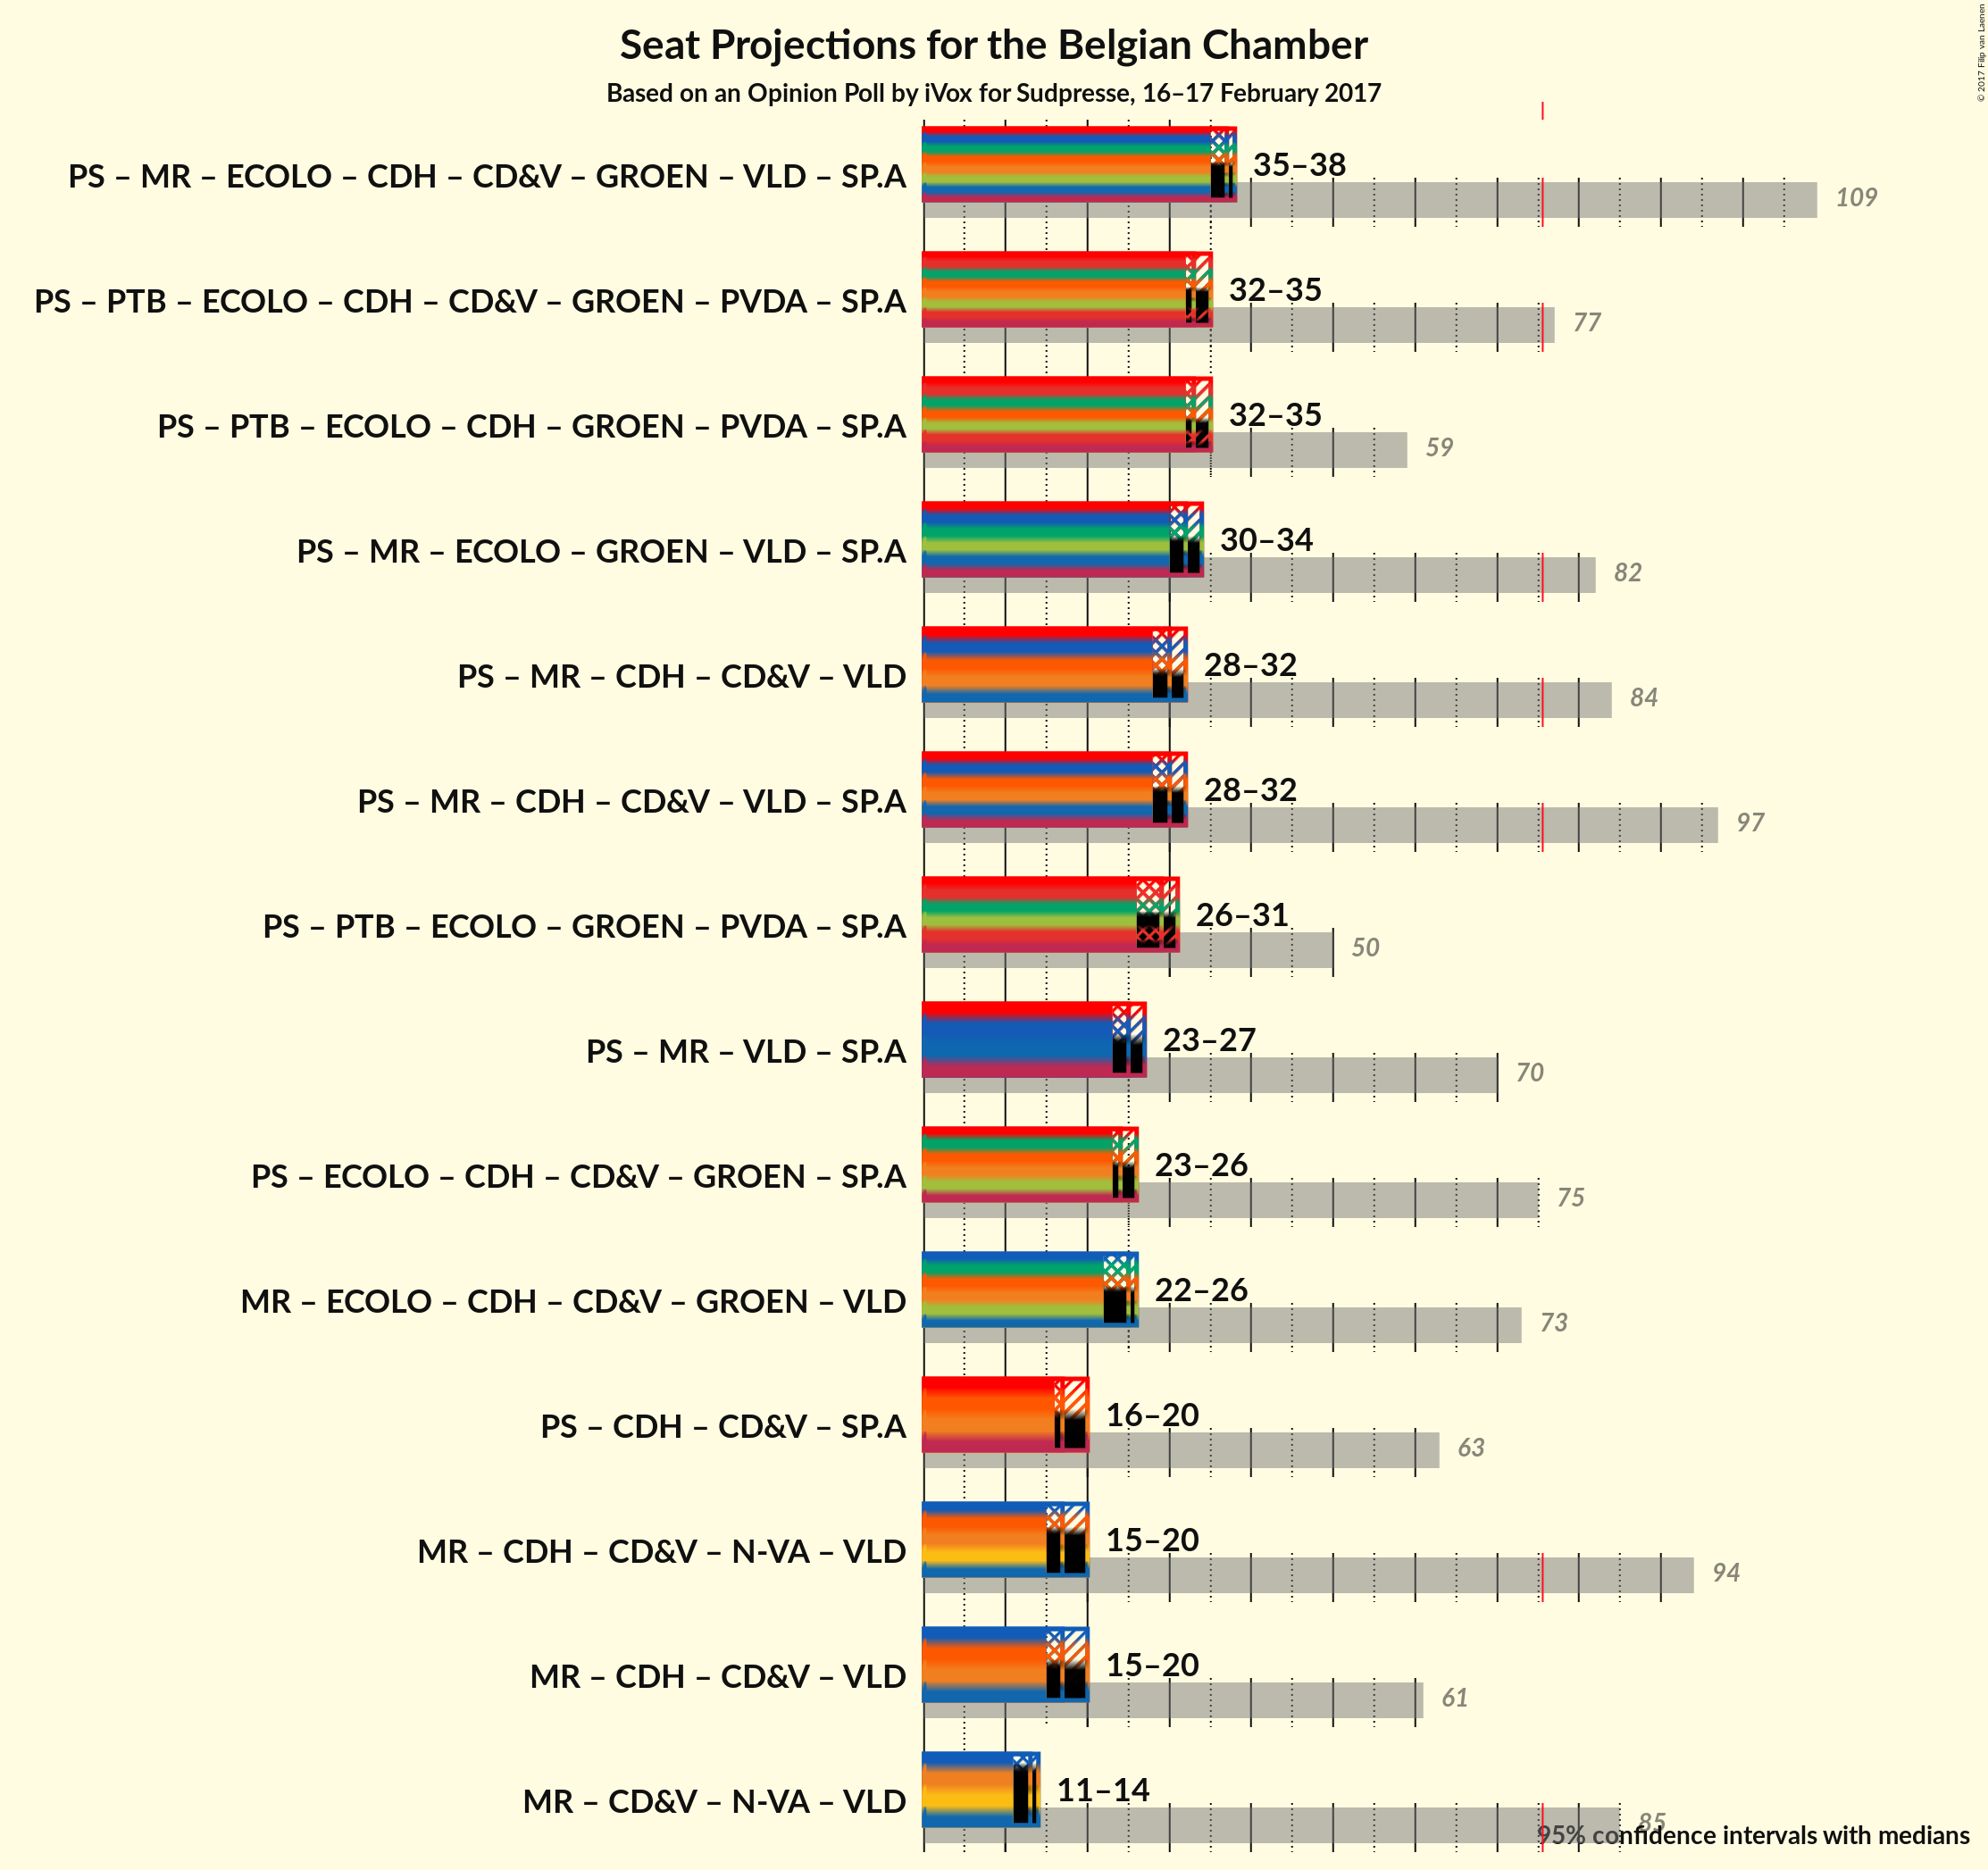 Seat Projections for the Belgian Chamber
Based on an Opinion Poll by iVox for Sudpresse, 16–17 February 2017
© 2017 Filip van Laenen
PS – MR – ECOLO – CDH – CD&V – GROEN – VLD – SP.A
35–38
109
PS – PTB – ECOLO – CDH – CD&V – GROEN – PVDA – SP.A
32–35
77
PS – PTB – ECOLO – CDH – GROEN – PVDA – SP.A
32–35
59
PS – MR – ECOLO – GROEN – VLD – SP.A
30–34
82
PS – MR – CDH – CD&V – VLD
28–32
84
PS – MR – CDH – CD&V – VLD – SP.A
28–32
97
PS – PTB – ECOLO – GROEN – PVDA – SP.A
26–31
50
PS – MR – VLD – SP.A
23–27
70
PS – ECOLO – CDH – CD&V – GROEN – SP.A
23–26
75
MR – ECOLO – CDH – CD&V – GROEN – VLD
22–26
73
PS – CDH – CD&V – SP.A
16–20
63
MR – CDH – CD&V – N-VA – VLD
15–20
94
MR – CDH – CD&V – VLD
15–20
61
MR – CD&V – N-VA – VLD
11–14
85
95% confidence intervals with medians